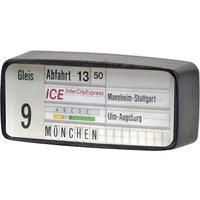 Gleis Abfahrt 13 50
ICE InterCityExpress Mannheim-Stuttgart
A B C D E
9 Ulm-Augsburg
MÜNCHEN